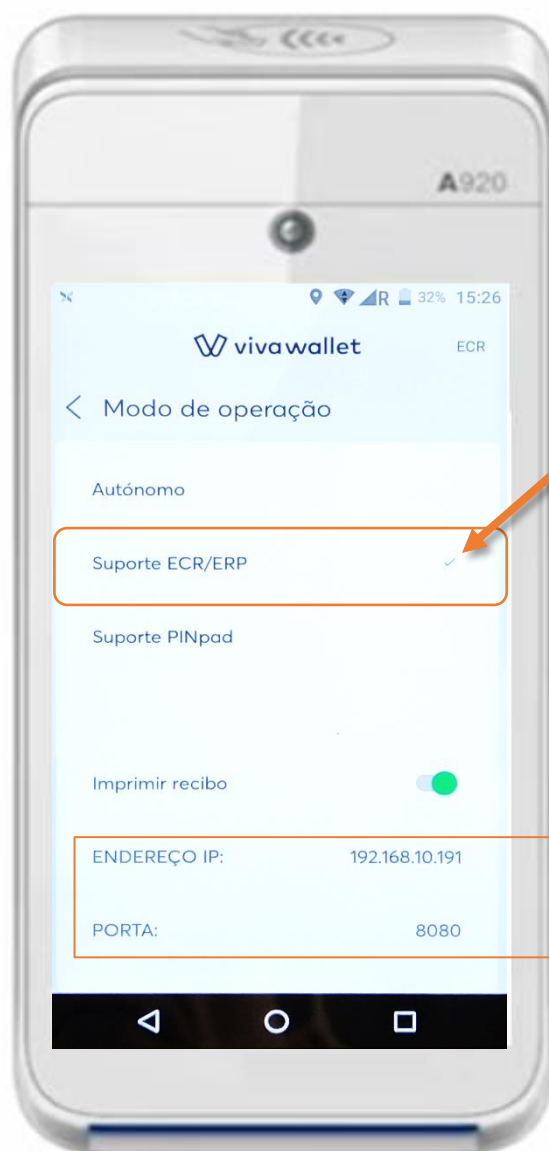 A920
32% 15:26
vivawallet ECR
Modo de operação
Autónomo
Suporte ECR/ERP
Suporte PINpad
Imprimir recibo
ENDEREÇO IP: 192.168.10.191
PORTA: 8080